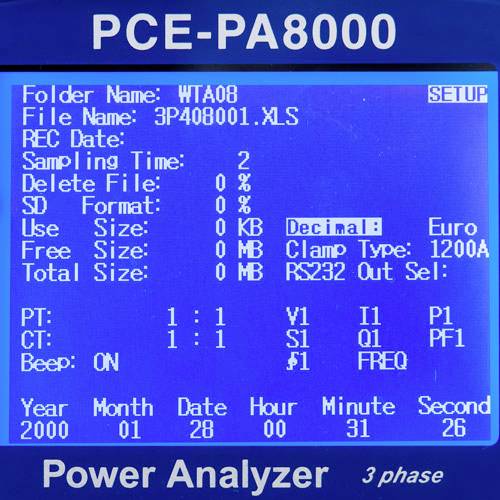 PCE-PA8000
Folder Name: WTA08 SETUP
File Name: 3P408001.XLS
REC Date:
Sampling Time: 2
Delete File: 0 %
SD Format: 0 %
Use Size: 0 KB Decimal: Euro
Free Size: 0 MB Clamp Type: 1200A
Total Size: 0 MB RS232 Out Sel:
PT: 1 : 1 V1 I1 P1
CT: 1 : 1 S1 Q1 PF1
Beep: ON ∮1 FREQ
Year Month Date Hour Minute Second
2000 01 28 00 31 26
Power Analyzer 3 phase